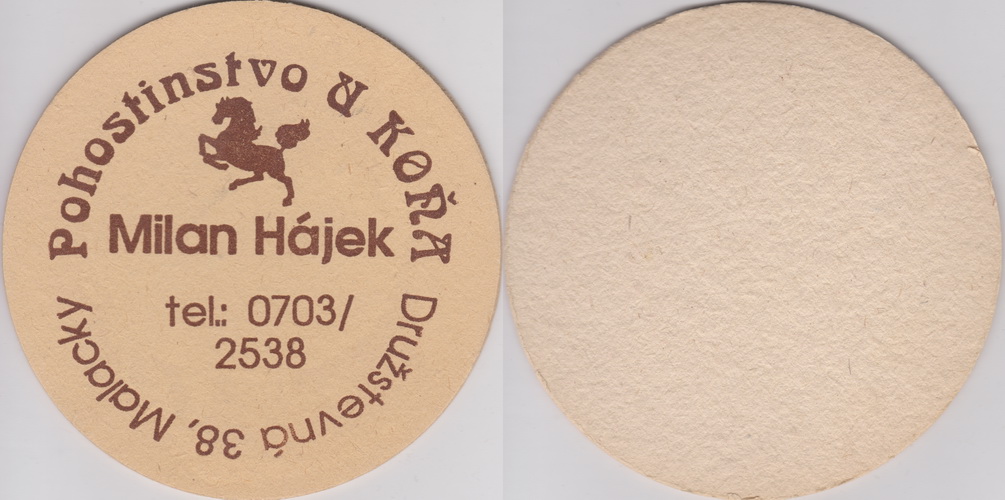 Pohostinstvo U KOŇA
Milan Hájek
tel.: 0703/
2538
Družstevná 38, Malacky